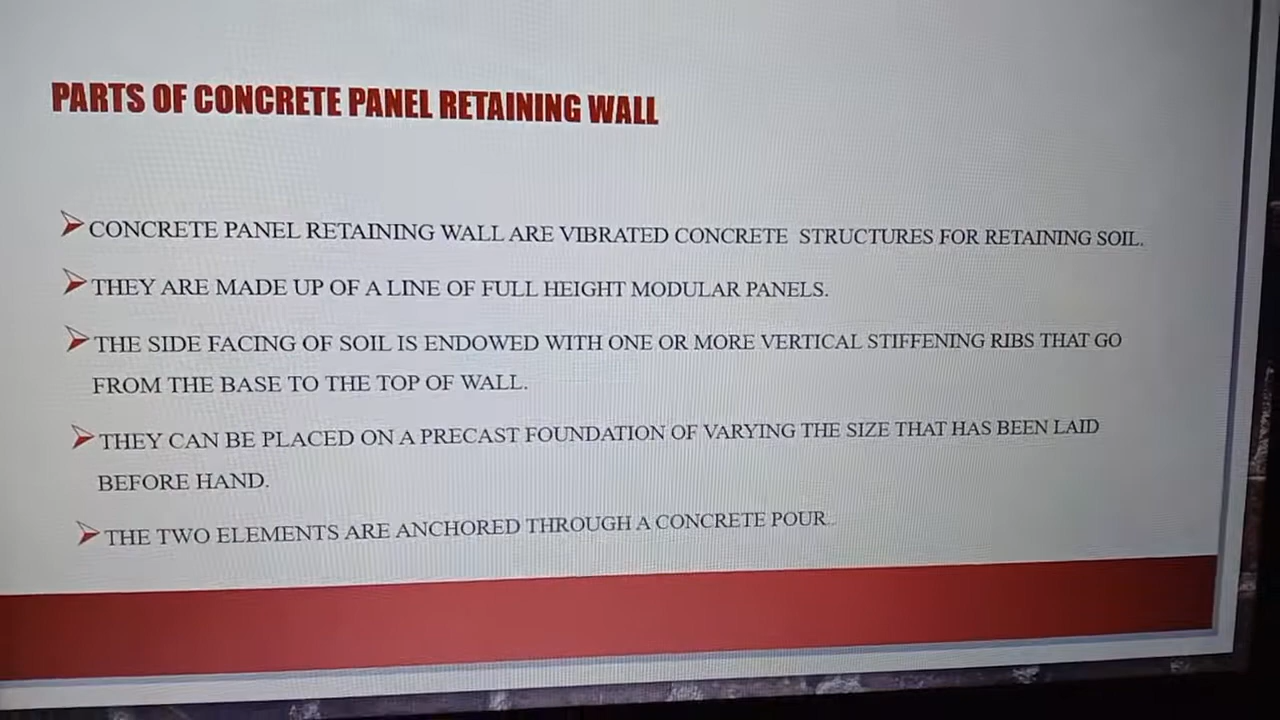 PARTS OF CONCRETE PANEL RETAINING WALL
CONCRETE PANEL RETAINING WALL ARE VIBRATED CONCRETE STRUCTURES FOR RETAINING SOIL.
THEY ARE MADE UP OF A LINE OF FULL HEIGHT MODULAR PANELS.
THE SIDE FACING OF SOIL IS ENDOWED WITH ONE OR MORE VERTICAL STIFFENING RIBS THAT GO
FROM THE BASE TO THE TOP OF WALL.
THEY CAN BE PLACED ON A PRECAST FOUNDATION OF VARYING THE SIZE THAT HAS BEEN LAID
BEFORE HAND.
THE TWO ELEMENTS ARE ANCHORED THROUGH A CONCRETE POUR.